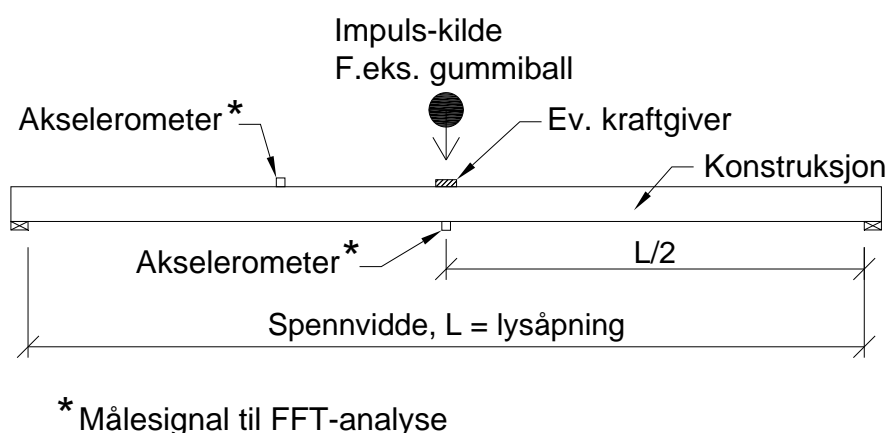 Impuls-kilde
F.eks. gummiball
Akselerometer*
Ev. kraftgiver
Konstruksjon
Akselerometer*
L/2
Spennvidde, L = lysåpning
*Målesignal til FFT-analyse